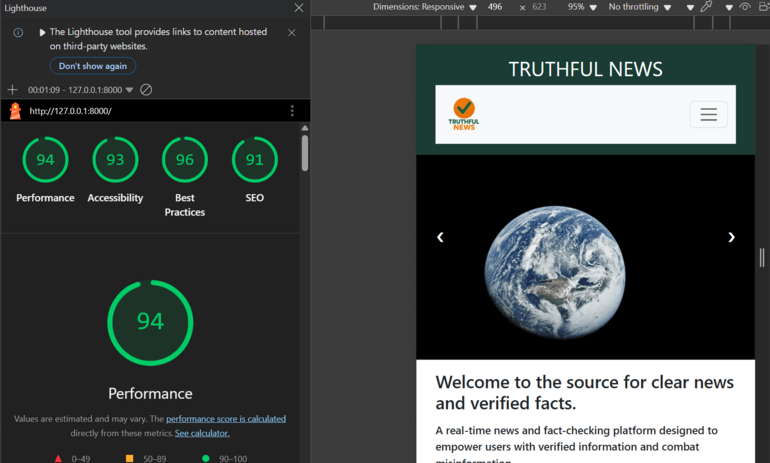 Lighthouse
The Lighthouse tool provides links to content hosted
on third-party websites.
Don't show again
00:01:09 - 127.0.0.1:8000
http://127.0.0.1:8000/
94
93
96
91
Performance
Accessibility
Best
Practices
SEO
94
Performance
Values are estimated and may vary. The performance score is calculated
directly from these metrics. See calculator.
0–49
50–89
90–100
Dimensions: Responsive
496
×
623
95%
No throttling
TRUTHFUL NEWS
TRUTHFUL
NEWS
Welcome to the source for clear news
and verified facts.
A real-time news and fact-checking platform designed to
empower users with verified information and combat
misinformation